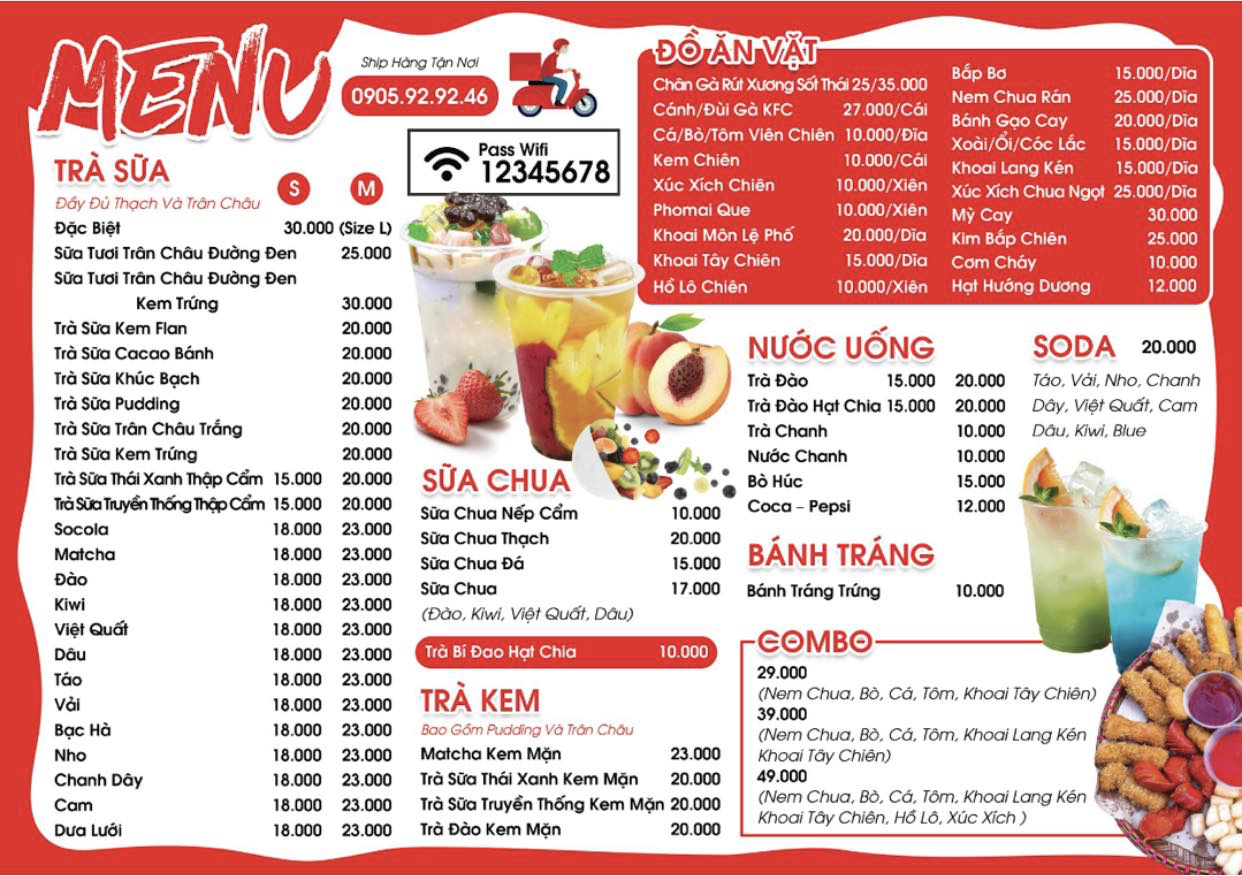 MENU
Ship Hàng Tận Nơi
0905.92.92.46
Pass Wifi
12345678
TRÀ SỮA
S M
Đầy Đủ Thạch Và Trân Châu
Đặc Biệt 30.000 (Size L)
Sữa Tươi Trân Châu Đường Đen 25.000
Sữa Tươi Trân Châu Đường Đen
Kem Trứng 30.000
Trà Sữa Kem Flan 20.000
Trà Sữa Cacao Bánh 20.000
Trà Sữa Khúc Bạch 20.000
Trà Sữa Pudding 20.000
Trà Sữa Trân Châu Trắng 20.000
Trà Sữa Kem Trứng 20.000
Trà Sữa Thái Xanh Thập Cẩm 15.000 20.000
Trà Sữa Truyền Thống Thập Cẩm 15.000 20.000
Socola 18.000 23.000
Matcha 18.000 23.000
Đào 18.000 23.000
Kiwi 18.000 23.000
Việt Quất 18.000 23.000
Dâu 18.000 23.000
Táo 18.000 23.000
Vải 18.000 23.000
Bạc Hà 18.000 23.000
Nho 18.000 23.000
Chanh Dây 18.000 23.000
Cam 18.000 23.000
Dưa Lưới 18.000 23.000
SỮA CHUA
Sữa Chua Nếp Cẩm 10.000
Sữa Chua Thạch 20.000
Sữa Chua Đá 15.000
Sữa Chua 17.000
(Đào, Kiwi, Việt Quất, Dâu)
Trà Bí Đao Hạt Chia 10.000
TRÀ KEM
Bao Gồm Pudding Và Trân Châu
Matcha Kem Mặn 23.000
Trà Sữa Thái Xanh Kem Mặn 20.000
Trà Sữa Truyền Thống Kem Mặn 20.000
Trà Đào Kem Mặn 20.000
ĐỒ ĂN VẶT
Chân Gà Rút Xương Sốt Thái 25/35.000
Cánh/Đùi Gà KFC 27.000/Cái
Cá/Bò/Tôm Viên Chiên 10.000/Đĩa
Kem Chiên 10.000/Cái
Xúc Xích Chiên 10.000/Xiên
Phomai Que 10.000/Xiên
Khoai Môn Lệ Phố 20.000/Dĩa
Khoai Tây Chiên 15.000/Dĩa
Hồ Lô Chiên 10.000/Xiên
Bắp Bơ 15.000/Dĩa
Nem Chua Rán 25.000/Dĩa
Bánh Gạo Cay 20.000/Dĩa
Xoài/Ổi/Cóc Lắc 15.000/Dĩa
Khoai Lang Kén 15.000/Dĩa
Xúc Xích Chua Ngọt 25.000/Dĩa
Mỳ Cay 30.000
Kim Bắp Chiên 25.000
Cơm Cháy 10.000
Hạt Hướng Dương 12.000
NƯỚC UỐNG
Trà Đào 15.000 20.000
Trà Đào Hạt Chia 15.000 20.000
Trà Chanh 10.000
Nước Chanh 10.000
Bò Húc 15.000
Coca – Pepsi 12.000
SODA 20.000
Táo, Vải, Nho, Chanh
Dây, Việt Quất, Cam
Dâu, Kiwi, Blue
BÁNH TRÁNG
Bánh Tráng Trứng 10.000
COMBO
29.000
(Nem Chua, Bò, Cá, Tôm, Khoai Tây Chiên)
39.000
(Nem Chua, Bò, Cá, Tôm, Khoai Lang Kén
Khoai Tây Chiên)
49.000
(Nem Chua, Bò, Cá, Tôm, Khoai Lang Kén
Khoai Tây Chiên, Hồ Lô, Xúc Xích )